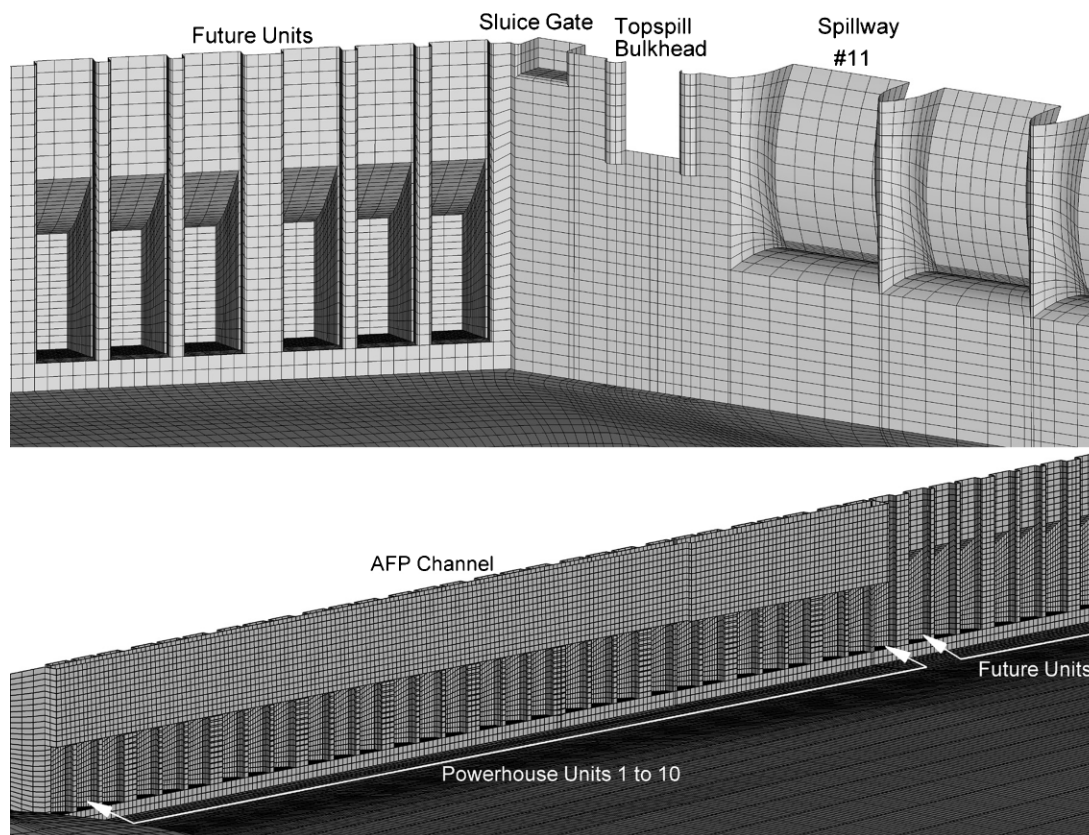 Future Units
Sluice Gate
Topspill
Bulkhead
Spillway
#11
AFP Channel
Future Units
Powerhouse Units 1 to 10